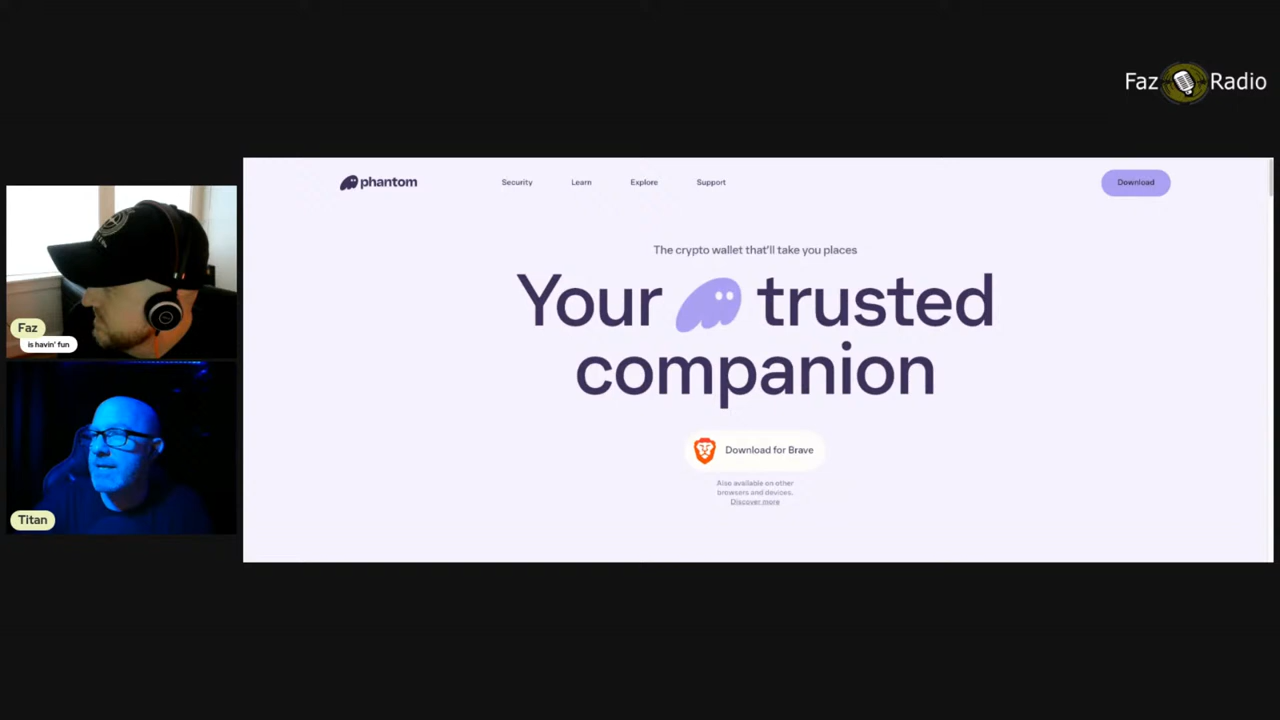 Faz Radio
phantom
Security Learn Explore Support
Download
The crypto wallet that'll take you places
Your trusted
companion
Download for Brave
Also available on other
browsers and devices.
Discover more
Faz
is havin' fun
Titan